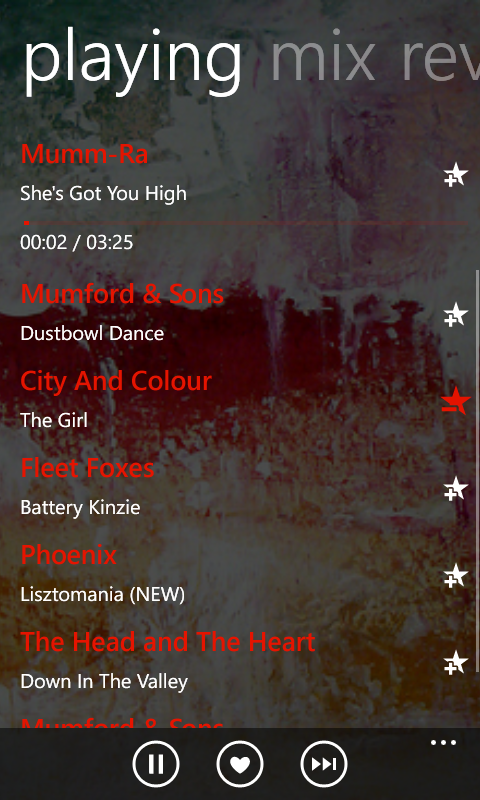 playing mix rev
Mumm-Ra
She's Got You High
00:02 / 03:25
Mumford & Sons
Dustbowl Dance
City And Colour
The Girl
Fleet Foxes
Battery Kinzie
Phoenix
Lisztomania (NEW)
The Head and The Heart
Down In The Valley
Mumford & Sons